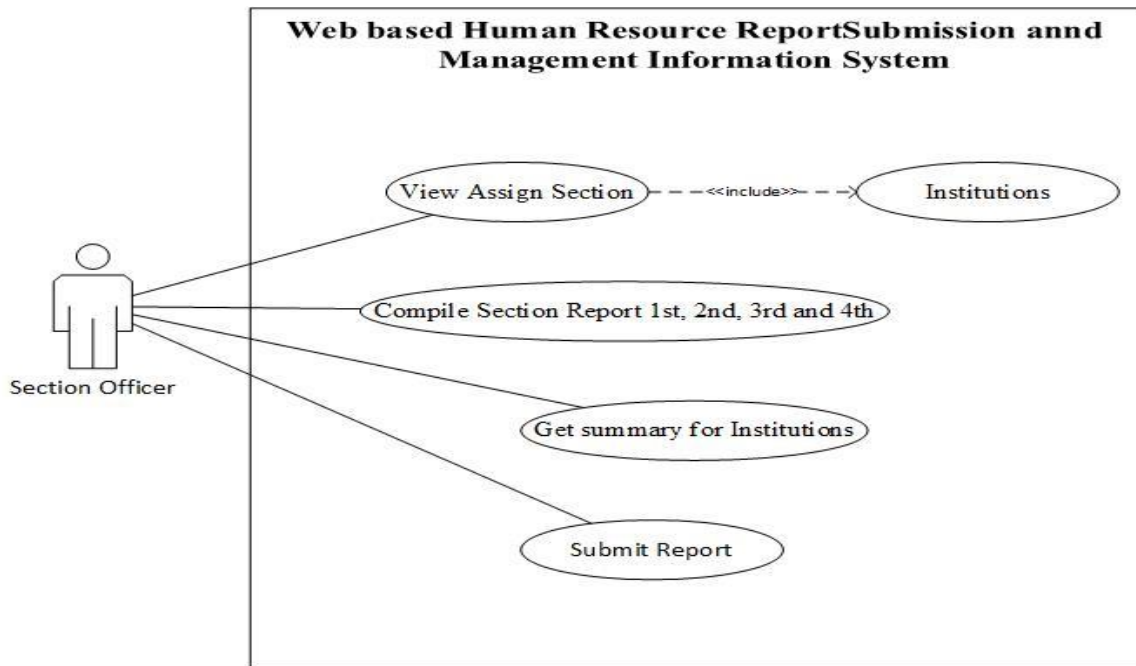 Web based Human Resource ReportSubmission annd
Management Information System
View Assign Section
<<include>>
Institutions
Compile Section Report 1st, 2nd, 3rd and 4th
Section Officer
Get summary for Institutions
Submit Report